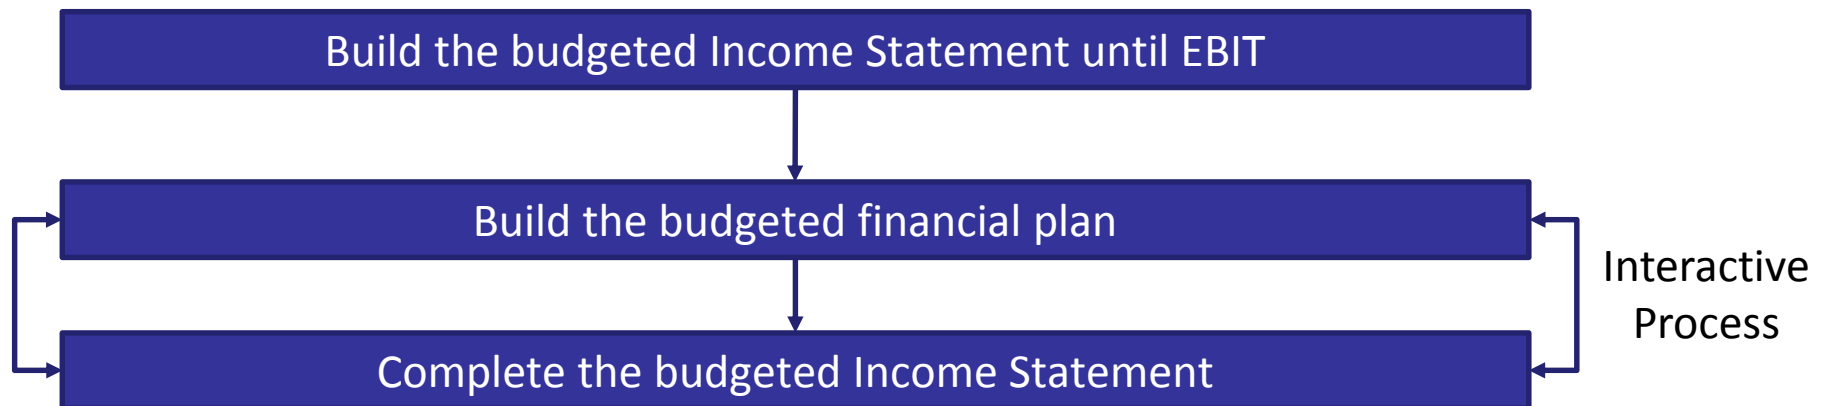 Build the budgeted Income Statement until EBIT
Build the budgeted financial plan
Interactive
Process
Complete the budgeted Income Statement